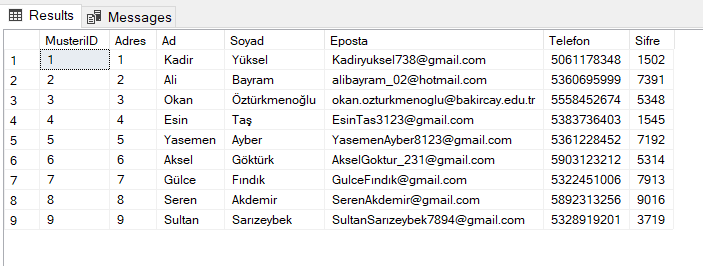 Results Messages
MusteriID Adres Ad Soyad Eposta Telefon Sifre
1 1 1 Kadir Yüksel Kadiryuksel738@gmail.com 5061178348 1502
2 2 2 Ali Bayram alibayram_02@hotmail.com 5360695999 7391
3 3 3 Okan Öztürkmenoğlu okan.ozturkmenoglu@bakircay.edu.tr 5558452674 5348
4 4 4 Esin Taş EsinTas3123@gmail.com 5383736403 1545
5 5 5 Yasemen Ayber YasemenAyber8123@gmail.com 5361228452 7192
6 6 6 Aksel Göktürk AkselGoktur_231@gmail.com 5903123212 5314
7 7 7 Gülce Fındık GulceFındık@gmail.com 5322451006 7913
8 8 8 Seren Akdemir SerenAkdemir@gmail.com 5892313256 9016
9 9 9 Sultan Sarızeybek SultanSarızeybek7894@gmail.com 5328919201 3719